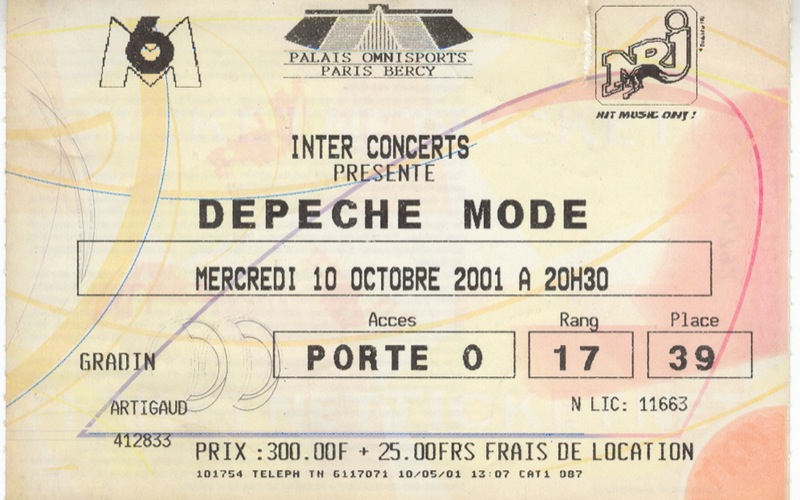 M6
PALAIS OMNISPORTS
PARIS BERCY
NRJ
HIT MUSIC ONLY !
INTER CONCERTS
PRESENTE
DEPECHE MODE
MERCREDI 10 OCTOBRE 2001 A 20H30
Acces Rang Place
GRADIN PORTE O 17 39
ARTIGAUD N LIC: 11663
412833 PRIX :300.00F + 25.00FRS FRAIS DE LOCATION
101754 TELEPH TN 6117071 10/05/01 13:07 CAT1 087